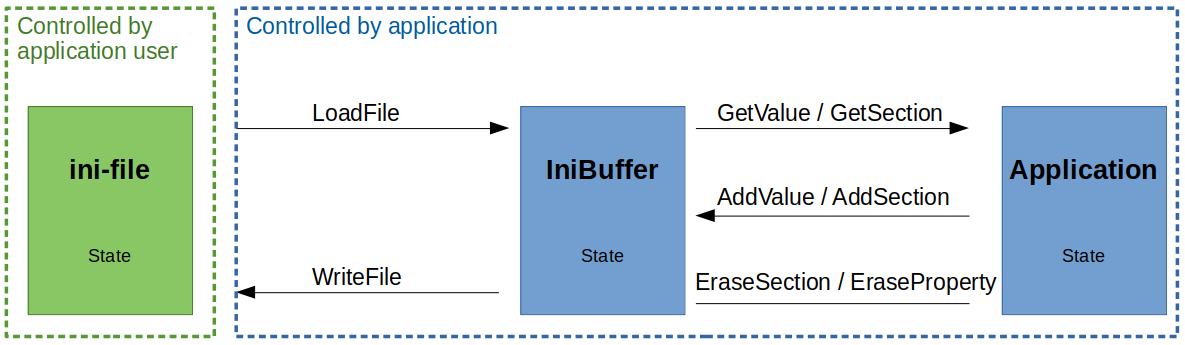 Controlled by
application user
Controlled by application
LoadFile
GetValue / GetSection
ini-file
IniBuffer
Application
AddValue / AddSection
State
State
State
WriteFile
EraseSection / EraseProperty